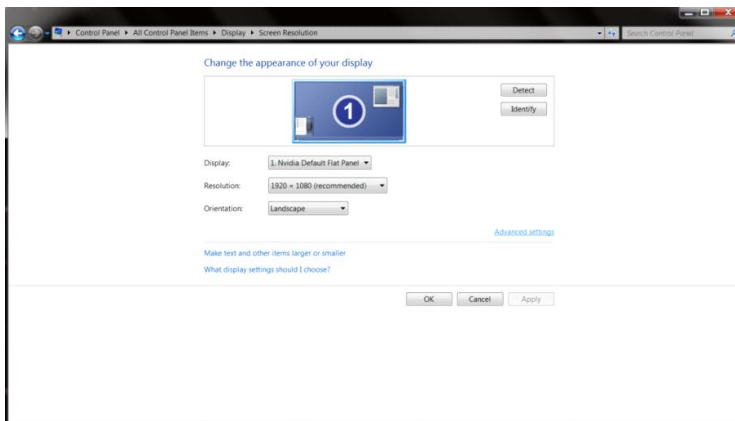 Control Panel ▸ All Control Panel Items ▸ Display ▸ Screen Resolution
Search Control Panel
Change the appearance of your display
1
Detect
Identify
Display: 1. Nvidia Default Flat Panel
Resolution: 1920 × 1080 (recommended)
Orientation: Landscape
Advanced settings
Make text and other items larger or smaller
What display settings should I choose?
OK Cancel Apply